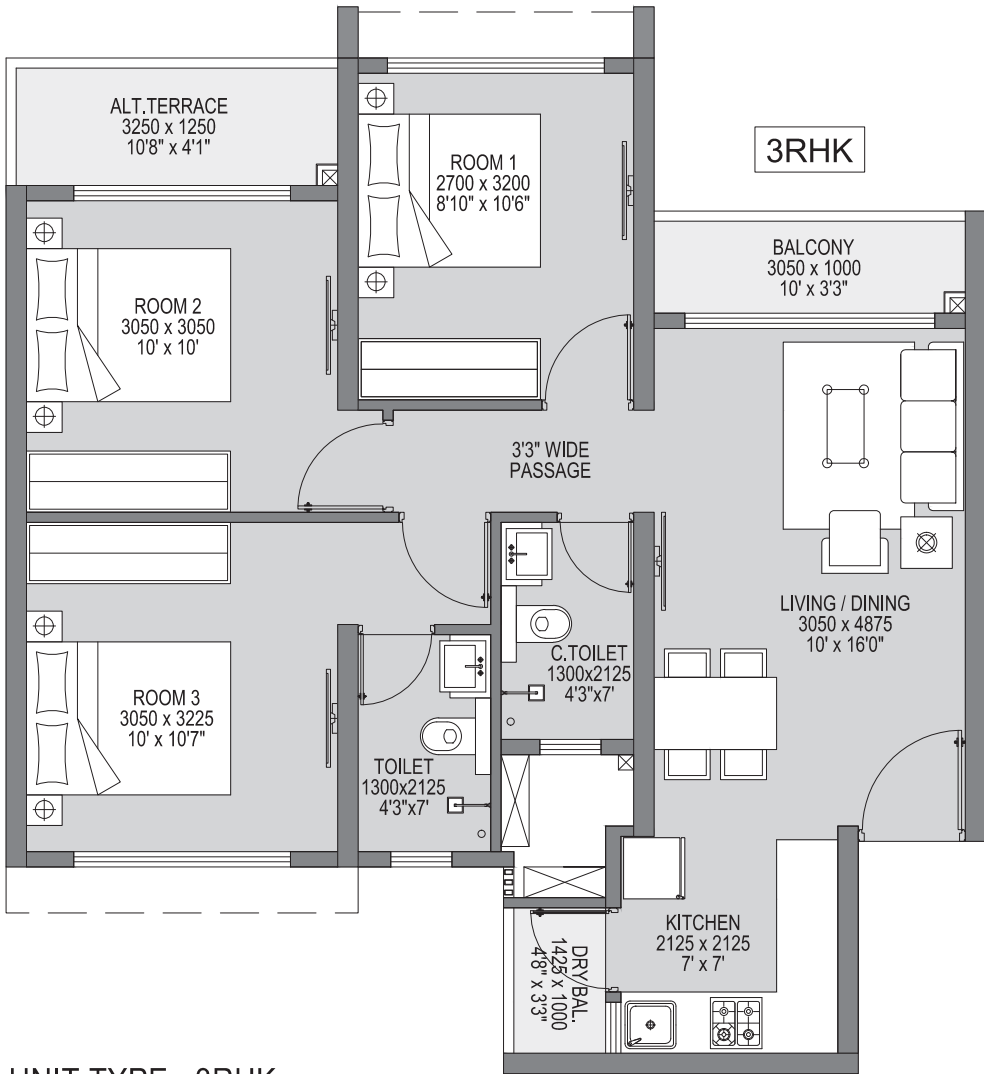 ALT.TERRACE
3250 x 1250
10'8" x 4'1"
ROOM 1
2700 x 3200
8'10" x 10'6"
3RHK
BALCONY
3050 x 1000
10' x 3'3"
ROOM 2
3050 x 3050
10' x 10'
3'3" WIDE
PASSAGE
LIVING / DINING
3050 x 4875
10' x 16'0"
C.TOILET
1300x2125
4'3"x7'
ROOM 3
3050 x 3225
10' x 10'7"
TOILET
1300x2125
4'3"x7'
KITCHEN
2125 x 2125
7' x 7'
DRY BAL.
1425 x 1000
4'8" x 3'3"
UNIT TYPE - 3RHK